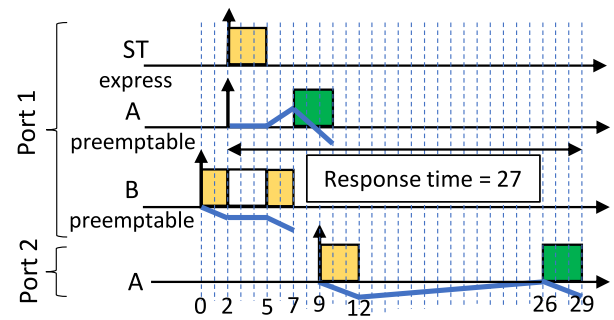 Port 1
ST
express
A
preemptable
Response time = 27
B
preemptable
Port 2
A
0 2 5 7 9 12 26 29